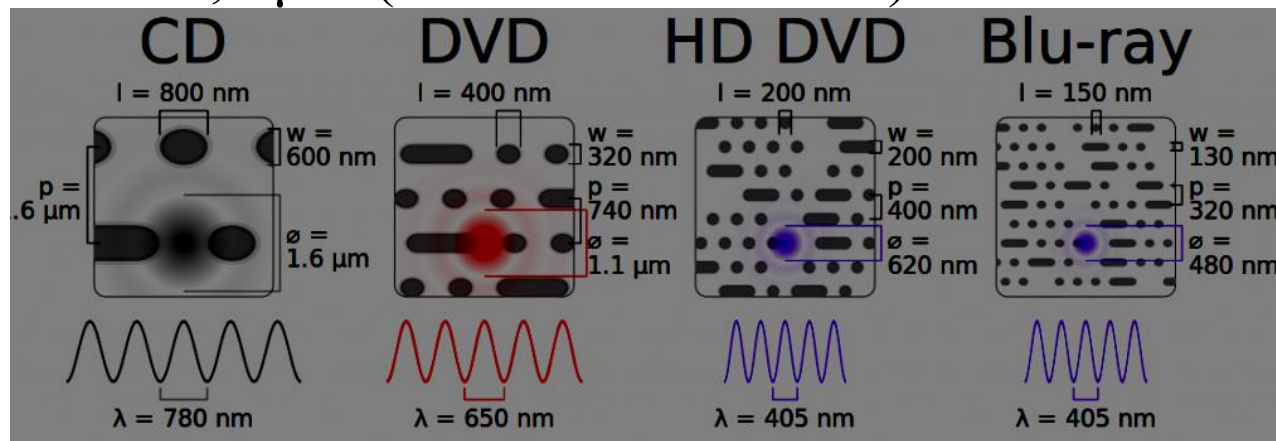 CD
l = 800 nm
w =
600 nm
p =
.6 µm
ø =
1.6 µm
λ = 780 nm
DVD
l = 400 nm
w =
320 nm
p =
740 nm
ø =
1.1 µm
λ = 650 nm
HD DVD
l = 200 nm
w =
200 nm
p =
400 nm
ø =
620 nm
λ = 405 nm
Blu-ray
l = 150 nm
w =
130 nm
p =
320 nm
ø =
480 nm
λ = 405 nm